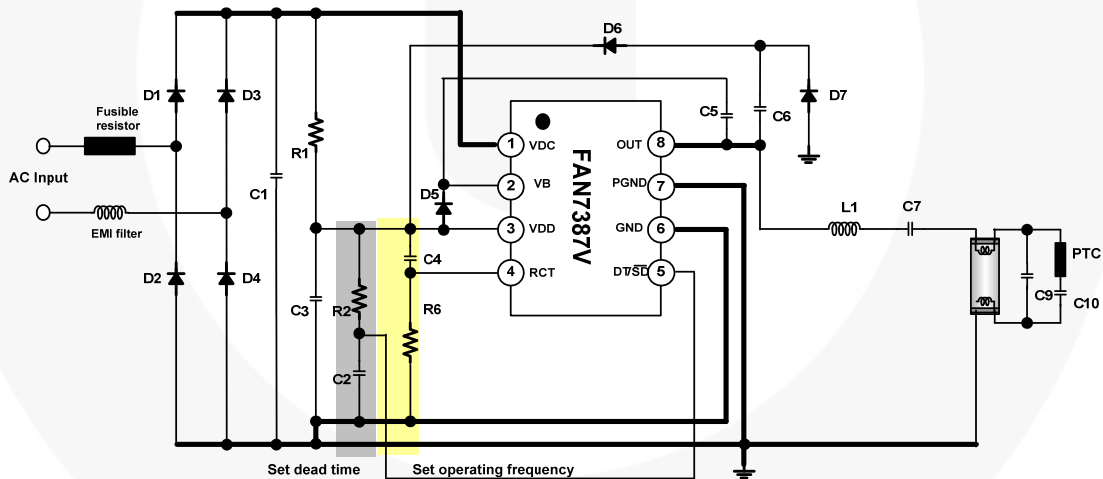 D6
D1
D3
Fusible
resistor
C5
C6
D7
R1
1
VDC
OUT
8
AC Input
C1
FAN7387V
2
VB
PGND
7
D5
L1
C7
EMI filter
3
VDD
GND
6
C4
D2
D4
4
RCT
DT/SD
5
PTC
C3
R2
R6
C9
C10
C2
Set dead time
Set operating frequency